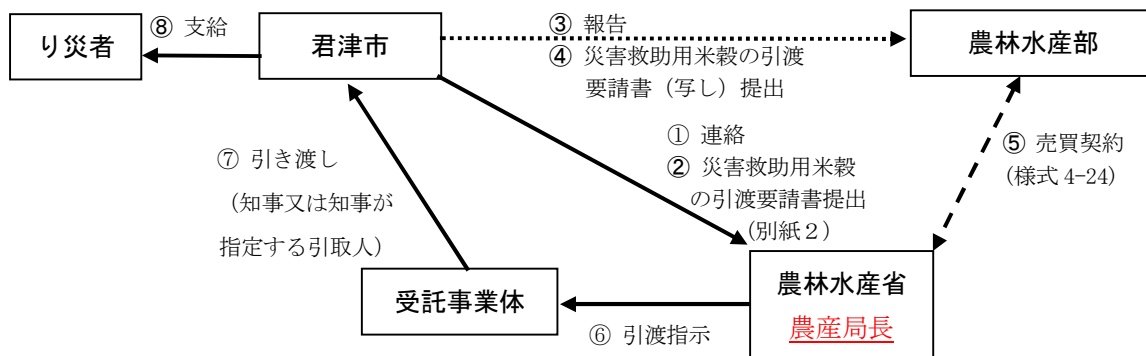 ⑧ 支給
③ 報告
り災者
君津市
農林水産部
④ 災害救助用米穀の引渡
要請書（写し）提出
① 連絡
② 災害救助用米穀
の引渡要請書提出
（別紙２）
⑤ 売買契約
(様式 4-24)
⑦ 引き渡し
（知事又は知事が
指定する引取人）
受託事業体
農林水産省
農産局長
⑥ 引渡指示